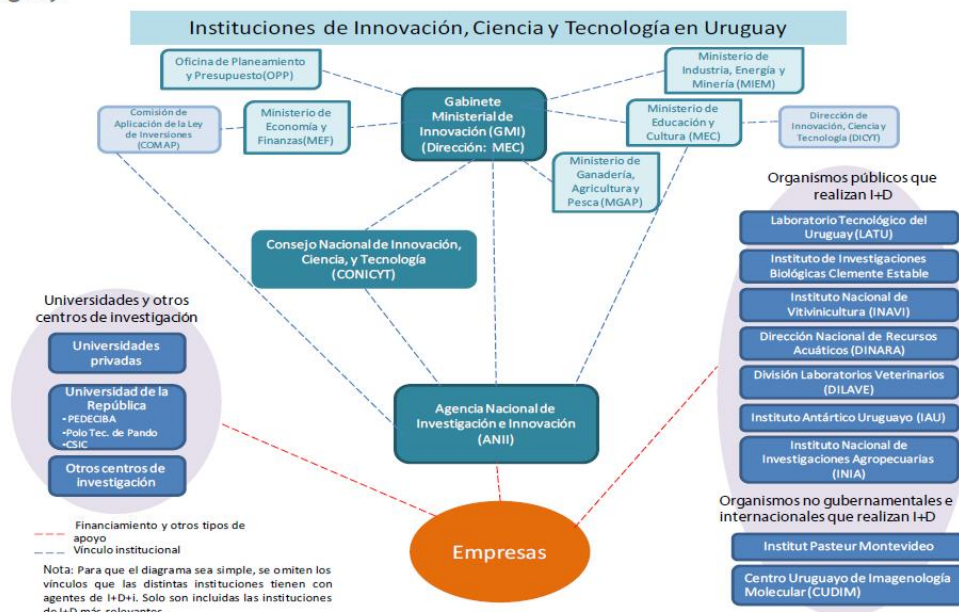 Instituciones de Innovación, Ciencia y Tecnología en Uruguay
Oficina de Planeamiento
y Presupuesto(OPP)
Ministerio de
Industria, Energía y
Minería (MIEM)
Gabinete
Ministerial de
Innovación (GMI)
(Dirección: MEC)
Comisión de
Aplicación de la Ley
de Inversiones
(COMAP)
Ministerio de
Economía y
Finanzas(MEF)
Ministerio de
Educación y
Cultura (MEC)
Dirección de
Innovación, Ciencia y
Tecnología (DICYT)
Ministerio de
Ganadería,
Agricultura y
Pesca (MGAP)
Consejo Nacional de Innovación,
Ciencia, y Tecnología
(CONICYT)
Agencia Nacional de
Investigación e Innovación
(ANII)
Empresas
Universidades y otros
centros de investigación
Universidades
privadas
Universidad de la
República
-PEDECIBA
-Polo Tec. de Pando
-CSIC
Otros centros de
investigación
Organismos públicos que
realizan I+D
Laboratorio Tecnológico del
Uruguay (LATU)
Instituto de Investigaciones
Biológicas Clemente Estable
Instituto Nacional de
Vitivinicultura (INAVI)
Dirección Nacional de Recursos
Acuáticos (DINARA)
División Laboratorios Veterinarios
(DILAVE)
Instituto Antártico Uruguayo (IAU)
Instituto Nacional de
Investigaciones Agropecuarias
(INIA)
Organismos no gubernamentales e
internacionales que realizan I+D
Institut Pasteur Montevideo
Centro Uruguayo de Imagenología
Molecular (CUDIM)
Financiamiento y otros tipos de
apoyo
Vínculo institucional
Nota: Para que el diagrama sea simple, se omiten los
vínculos que las distintas instituciones tienen con
agentes de I+D+i. Solo son incluidas las instituciones
de I+D más relevantes